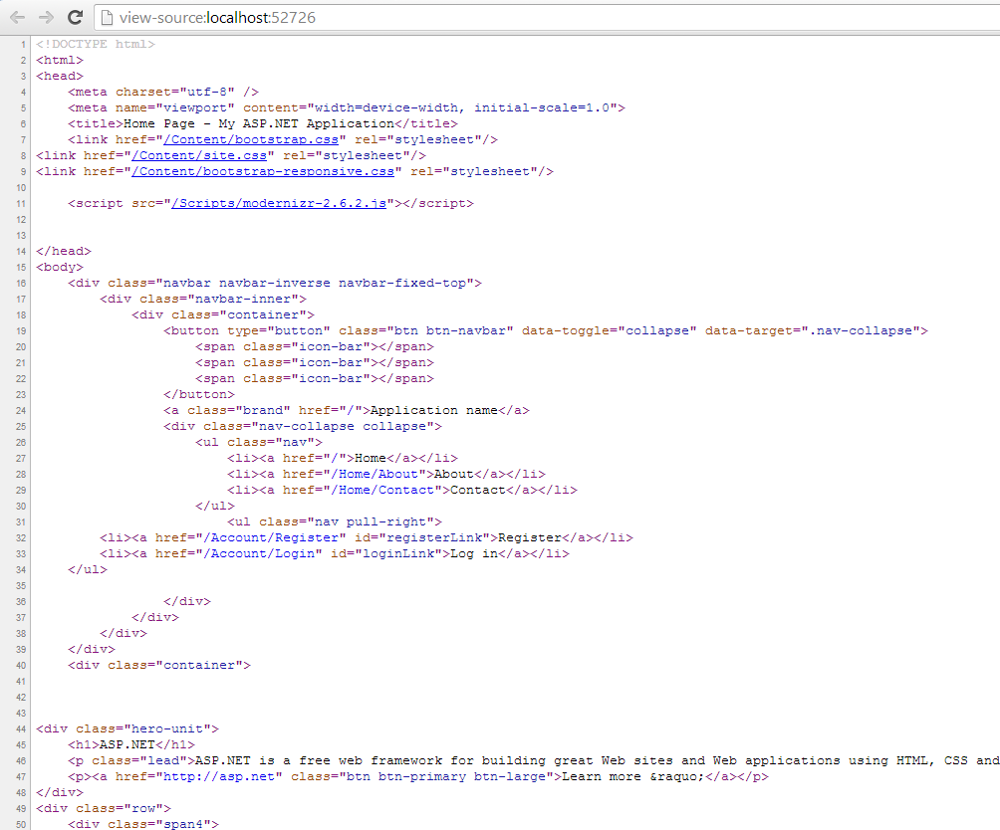 view-source:localhost:52726
1 <!DOCTYPE html>
2 <html>
3 <head>
4     <meta charset="utf-8" />
5     <meta name="viewport" content="width=device-width, initial-scale=1.0">
6     <title>Home Page - My ASP.NET Application</title>
7     <link href="/Content/bootstrap.css" rel="stylesheet"/>
8 <link href="/Content/site.css" rel="stylesheet"/>
9 <link href="/Content/bootstrap-responsive.css" rel="stylesheet"/>
10
11     <script src="/Scripts/modernizr-2.6.2.js"></script>
12
13
14 </head>
15 <body>
16     <div class="navbar navbar-inverse navbar-fixed-top">
17         <div class="navbar-inner">
18             <div class="container">
19                 <button type="button" class="btn btn-navbar" data-toggle="collapse" data-target=".nav-collapse">
20                     <span class="icon-bar"></span>
21                     <span class="icon-bar"></span>
22                     <span class="icon-bar"></span>
23                 </button>
24                 <a class="brand" href="/">Application name</a>
25                 <div class="nav-collapse collapse">
26                     <ul class="nav">
27                         <li><a href="/">Home</a></li>
28                         <li><a href="/Home/About">About</a></li>
29                         <li><a href="/Home/Contact">Contact</a></li>
30                     </ul>
31                         <ul class="nav pull-right">
32         <li><a href="/Account/Register" id="registerLink">Register</a></li>
33         <li><a href="/Account/Login" id="loginLink">Log in</a></li>
34     </ul>
35
36                 </div>
37             </div>
38         </div>
39     </div>
40     <div class="container">
41
42
43
44 <div class="hero-unit">
45     <h1>ASP.NET</h1>
46     <p class="lead">ASP.NET is a free web framework for building great Web sites and Web applications using HTML, CSS and
47     <p><a href="http://asp.net" class="btn btn-primary btn-large">Learn more &raquo;</a></p>
48 </div>
49 <div class="row">
50     <div class="span4">